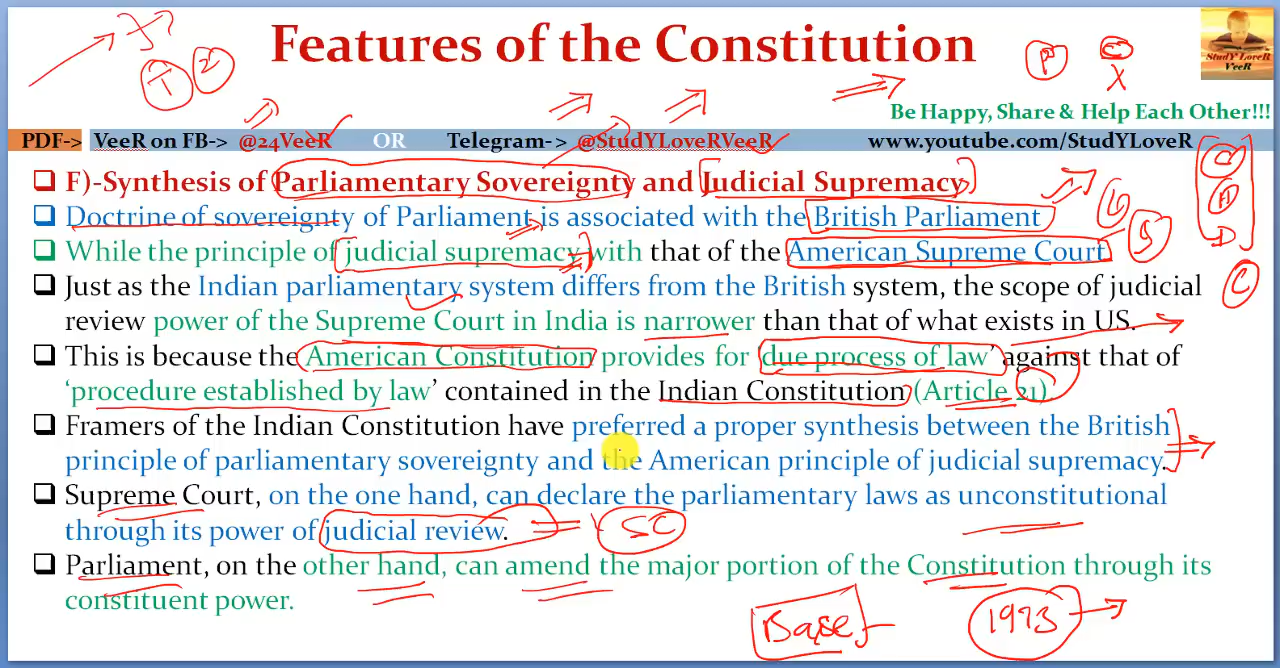 Features of the Constitution
StudY LoveR
VeeR
Be Happy, Share & Help Each Other!!!
PDF-> VeeR on FB-> @24VeeR OR Telegram-> @StudYLoveRVeeR www.youtube.com/StudYLoveR
F)-Synthesis of Parliamentary Sovereignty and Judicial Supremacy.
Doctrine of sovereignty of Parliament is associated with the British Parliament
While the principle of judicial supremacy with that of the American Supreme Court.
Just as the Indian parliamentary system differs from the British system, the scope of judicial
review power of the Supreme Court in India is narrower than that of what exists in US.
This is because the American Constitution provides for 'due process of law' against that of
'procedure established by law' contained in the Indian Constitution (Article 21).
Framers of the Indian Constitution have preferred a proper synthesis between the British
principle of parliamentary sovereignty and the American principle of judicial supremacy.
Supreme Court, on the one hand, can declare the parliamentary laws as unconstitutional
through its power of judicial review.
SC
Parliament, on the other hand, can amend the major portion of the Constitution through its
constituent power.
Base 1973